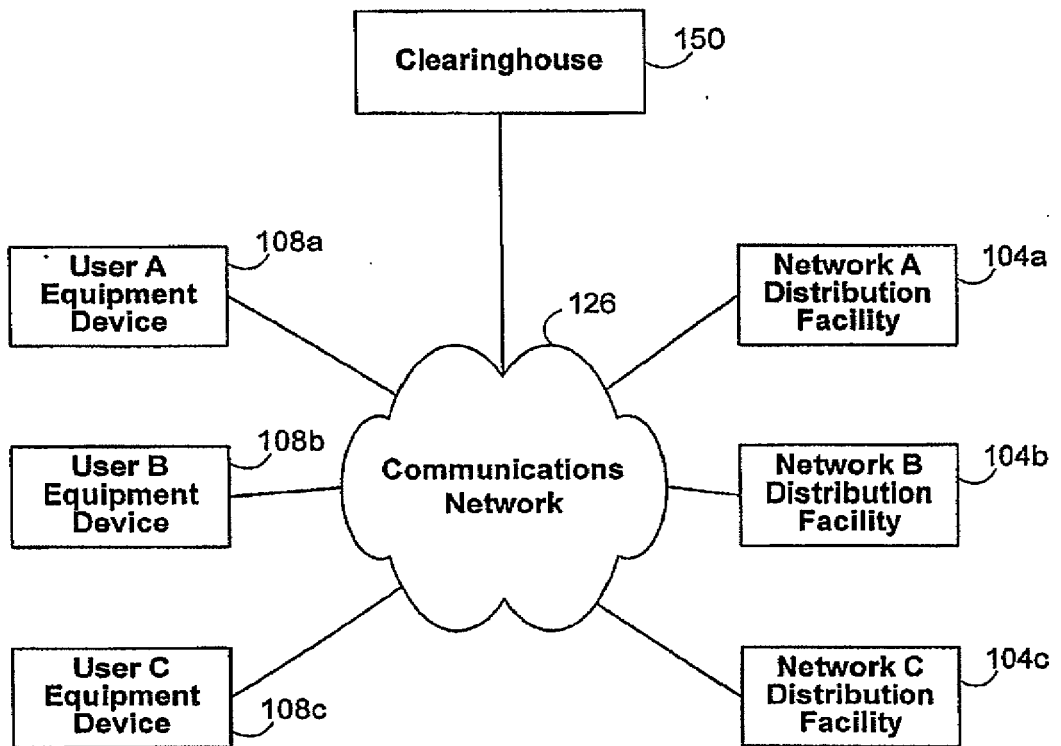 Clearinghouse
150
User A
Equipment
Device
108a
Network A
Distribution
Facility
104a
126
User B
Equipment
Device
108b
Communications
Network
Network B
Distribution
Facility
104b
User C
Equipment
Device
108c
Network C
Distribution
Facility
104c